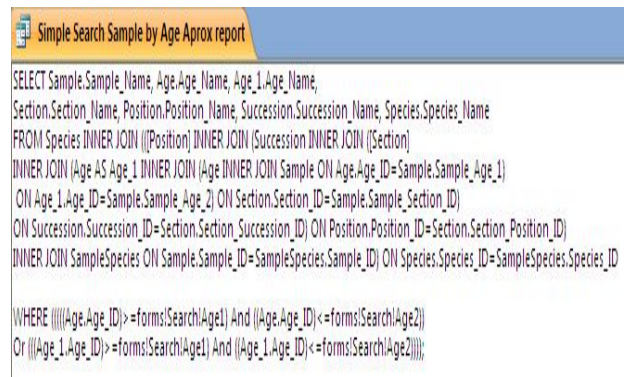 Simple Search Sample by Age Aprox report
SELECT Sample.Sample_Name, Age.Age_Name, Age_1.Age_Name,
Section.Section_Name, Position.Position_Name, Succession.Succession_Name, Species.Species_Name
FROM Species INNER JOIN (([Position] INNER JOIN (Succession INNER JOIN ([Section]
INNER JOIN (Age AS Age_1 INNER JOIN (Age INNER JOIN Sample ON Age.Age_ID=Sample.Sample_Age_1)
ON Age_1.Age_ID=Sample.Sample_Age_2) ON Section.Section_ID=Sample.Sample_Section_ID)
ON Succession.Succession_ID=Section.Section_Succession_ID) ON Position.Position_ID=Section.Section_Position_ID)
INNER JOIN SampleSpecies ON Sample.Sample_ID=SampleSpecies.Sample_ID) ON Species.Species_ID=SampleSpecies.Species_ID
WHERE (((((Age.Age_ID)>=forms!Search!Age1) And ((Age.Age_ID)<=forms!Search!Age2))
Or (((Age_1.Age_ID)>=forms!Search!Age1) And ((Age_1.Age_ID)<=forms!Search!Age2))));